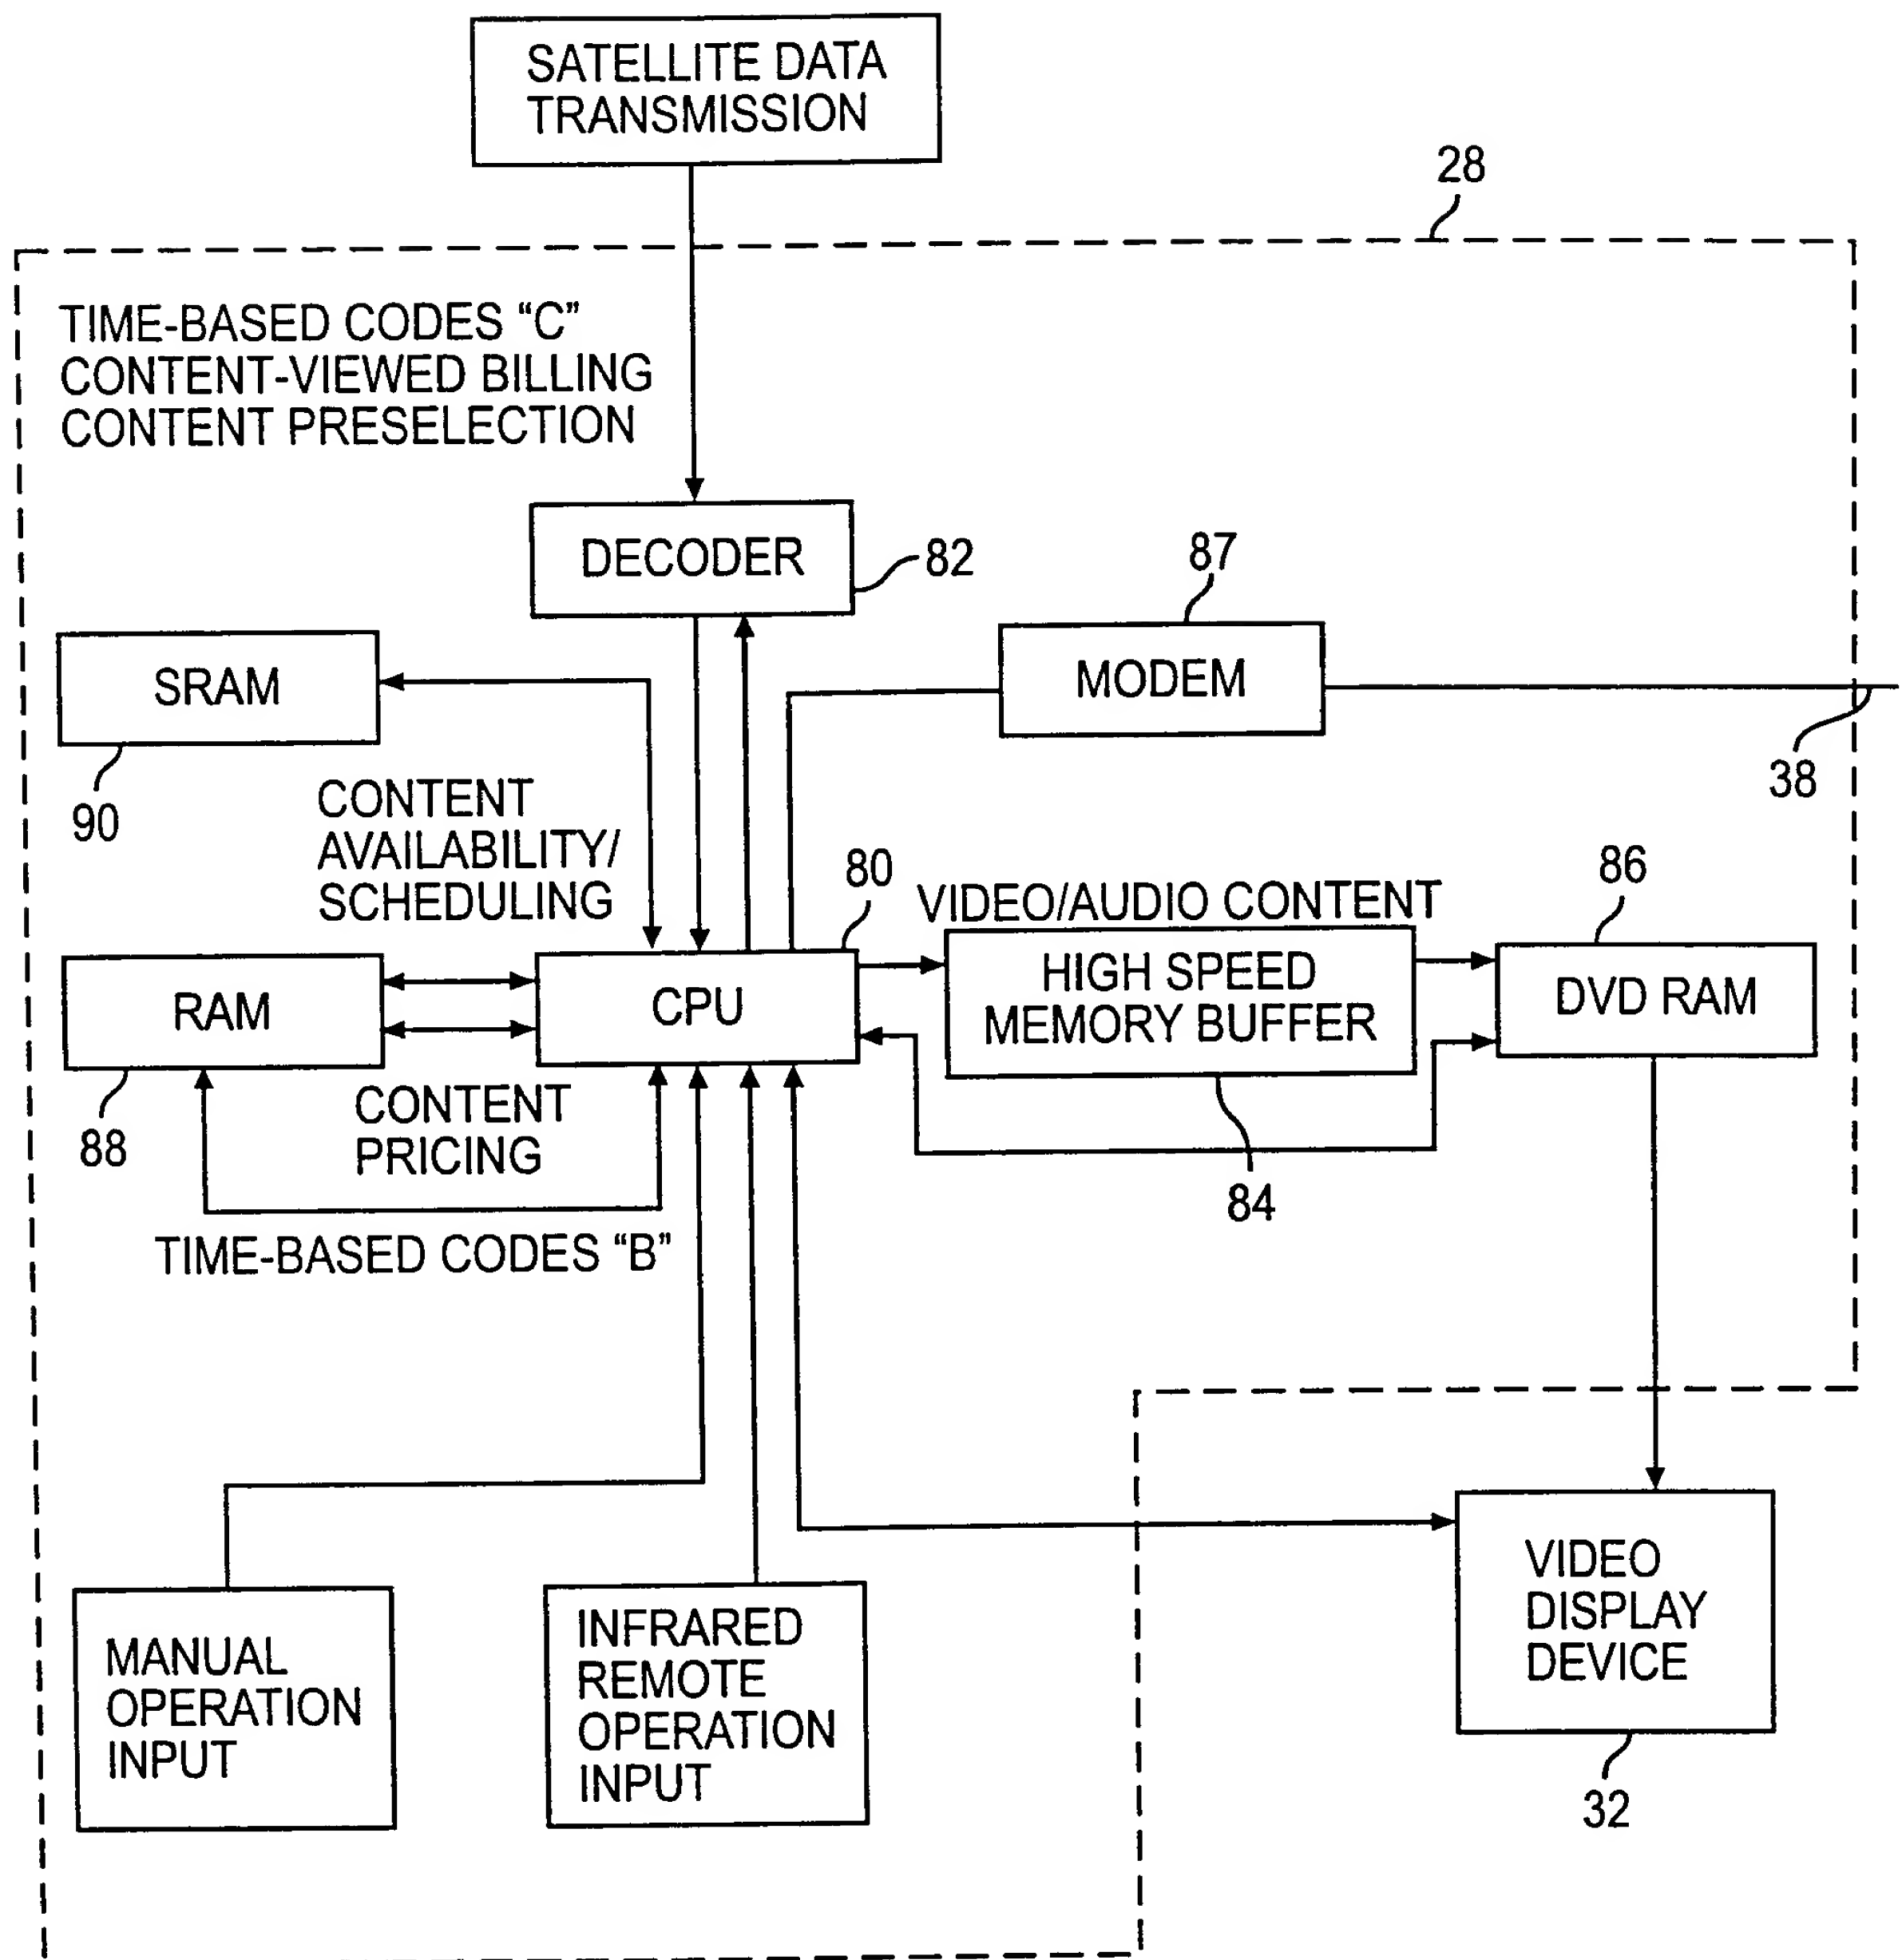 SATELLITE DATA
TRANSMISSION
28
TIME-BASED CODES “C”
CONTENT-VIEWED BILLING
CONTENT PRESELECTION
DECODER
82
87
MODEM
38
SRAM
90
CONTENT
AVAILABILITY/
SCHEDULING
80
VIDEO/AUDIO CONTENT
86
RAM
88
CPU
HIGH SPEED
MEMORY BUFFER
84
DVD RAM
CONTENT
PRICING
TIME-BASED CODES “B”
MANUAL
OPERATION
INPUT
INFRARED
REMOTE
OPERATION
INPUT
VIDEO
DISPLAY
DEVICE
32